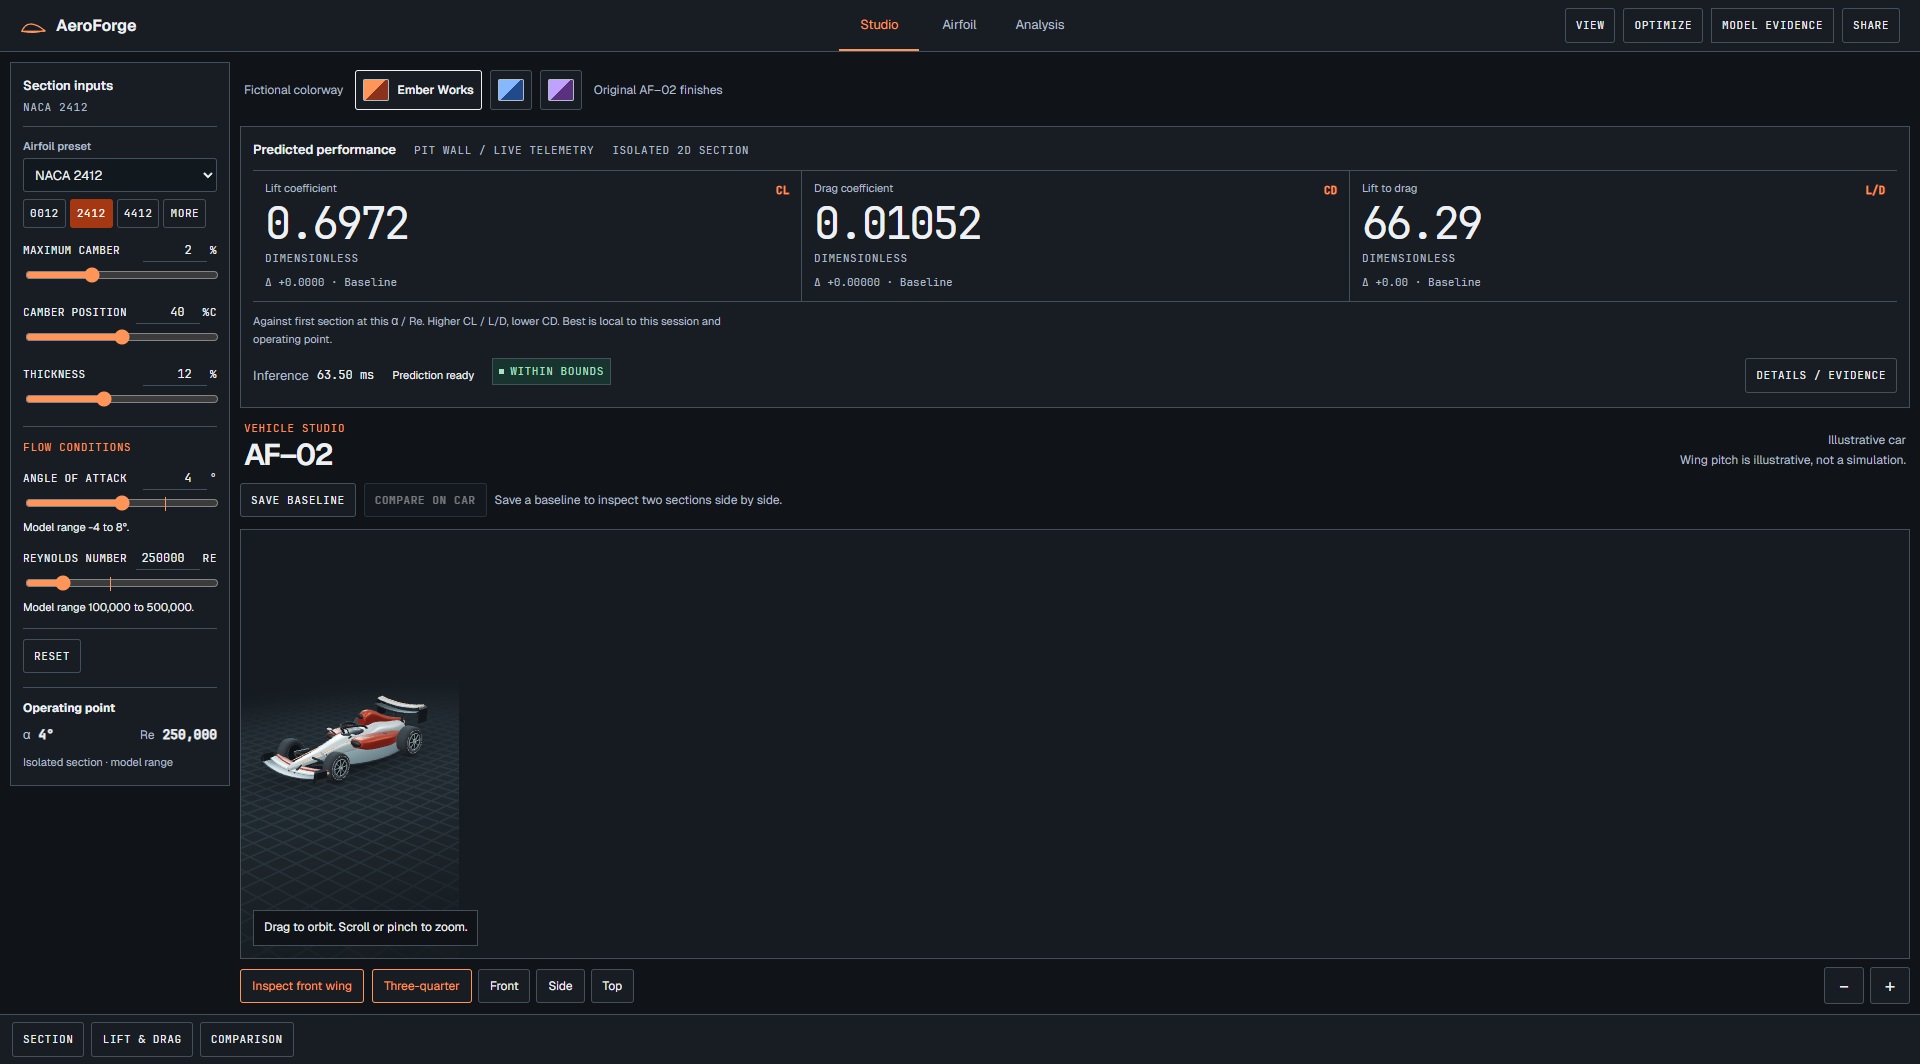 AeroForge
Studio
Airfoil
Analysis
VIEW
OPTIMIZE
MODEL EVIDENCE
SHARE
Section inputs
NACA 2412
Airfoil preset
NACA 2412
0012
2412
4412
MORE
MAXIMUM CAMBER 2 %
CAMBER POSITION 40 %C
THICKNESS 12 %
FLOW CONDITIONS
ANGLE OF ATTACK 4 °
Model range -4 to 8°.
REYNOLDS NUMBER 250000 RE
Model range 100,000 to 500,000.
RESET
Operating point
α 4° Re 250,000
Isolated section · model range
Fictional colorway
Ember Works
Original AF–02 finishes
Predicted performance PIT WALL / LIVE TELEMETRY ISOLATED 2D SECTION
Lift coefficient CL
0.6972
DIMENSIONLESS
Δ +0.0000 · Baseline
Drag coefficient CD
0.01052
DIMENSIONLESS
Δ +0.00000 · Baseline
Lift to drag L/D
66.29
DIMENSIONLESS
Δ +0.00 · Baseline
Against first section at this α / Re. Higher CL / L/D, lower CD. Best is local to this session and
operating point.
Inference 63.50 ms Prediction ready WITHIN BOUNDS
DETAILS / EVIDENCE
VEHICLE STUDIO
AF–02
Illustrative car
Wing pitch is illustrative, not a simulation.
SAVE BASELINE
COMPARE ON CAR
Save a baseline to inspect two sections side by side.
Drag to orbit. Scroll or pinch to zoom.
Inspect front wing
Three-quarter
Front
Side
Top
−
+
SECTION
LIFT & DRAG
COMPARISON